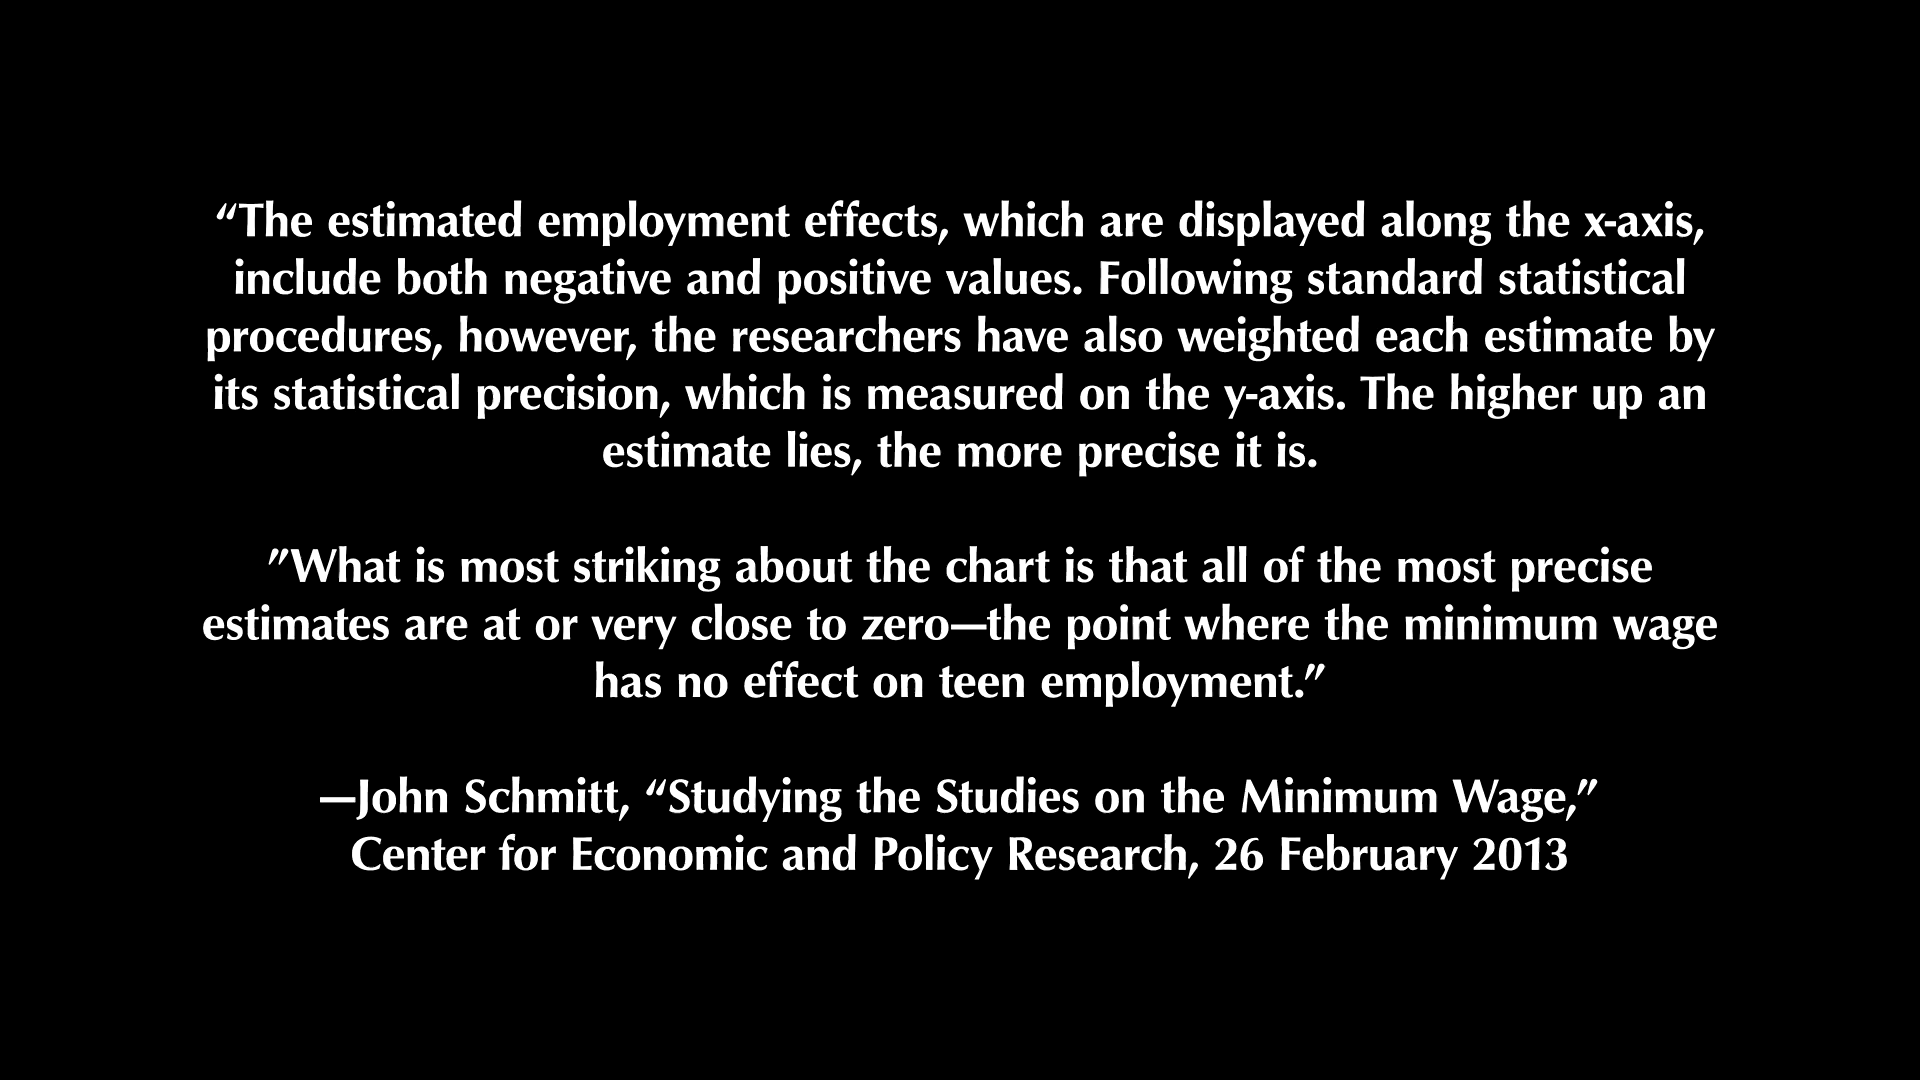 “The estimated employment effects, which are displayed along the x-axis,
include both negative and positive values. Following standard statistical
procedures, however, the researchers have also weighted each estimate by
its statistical precision, which is measured on the y-axis. The higher up an
estimate lies, the more precise it is.
”What is most striking about the chart is that all of the most precise
estimates are at or very close to zero—the point where the minimum wage
has no effect on teen employment.”
—John Schmitt, “Studying the Studies on the Minimum Wage,”
Center for Economic and Policy Research, 26 February 2013